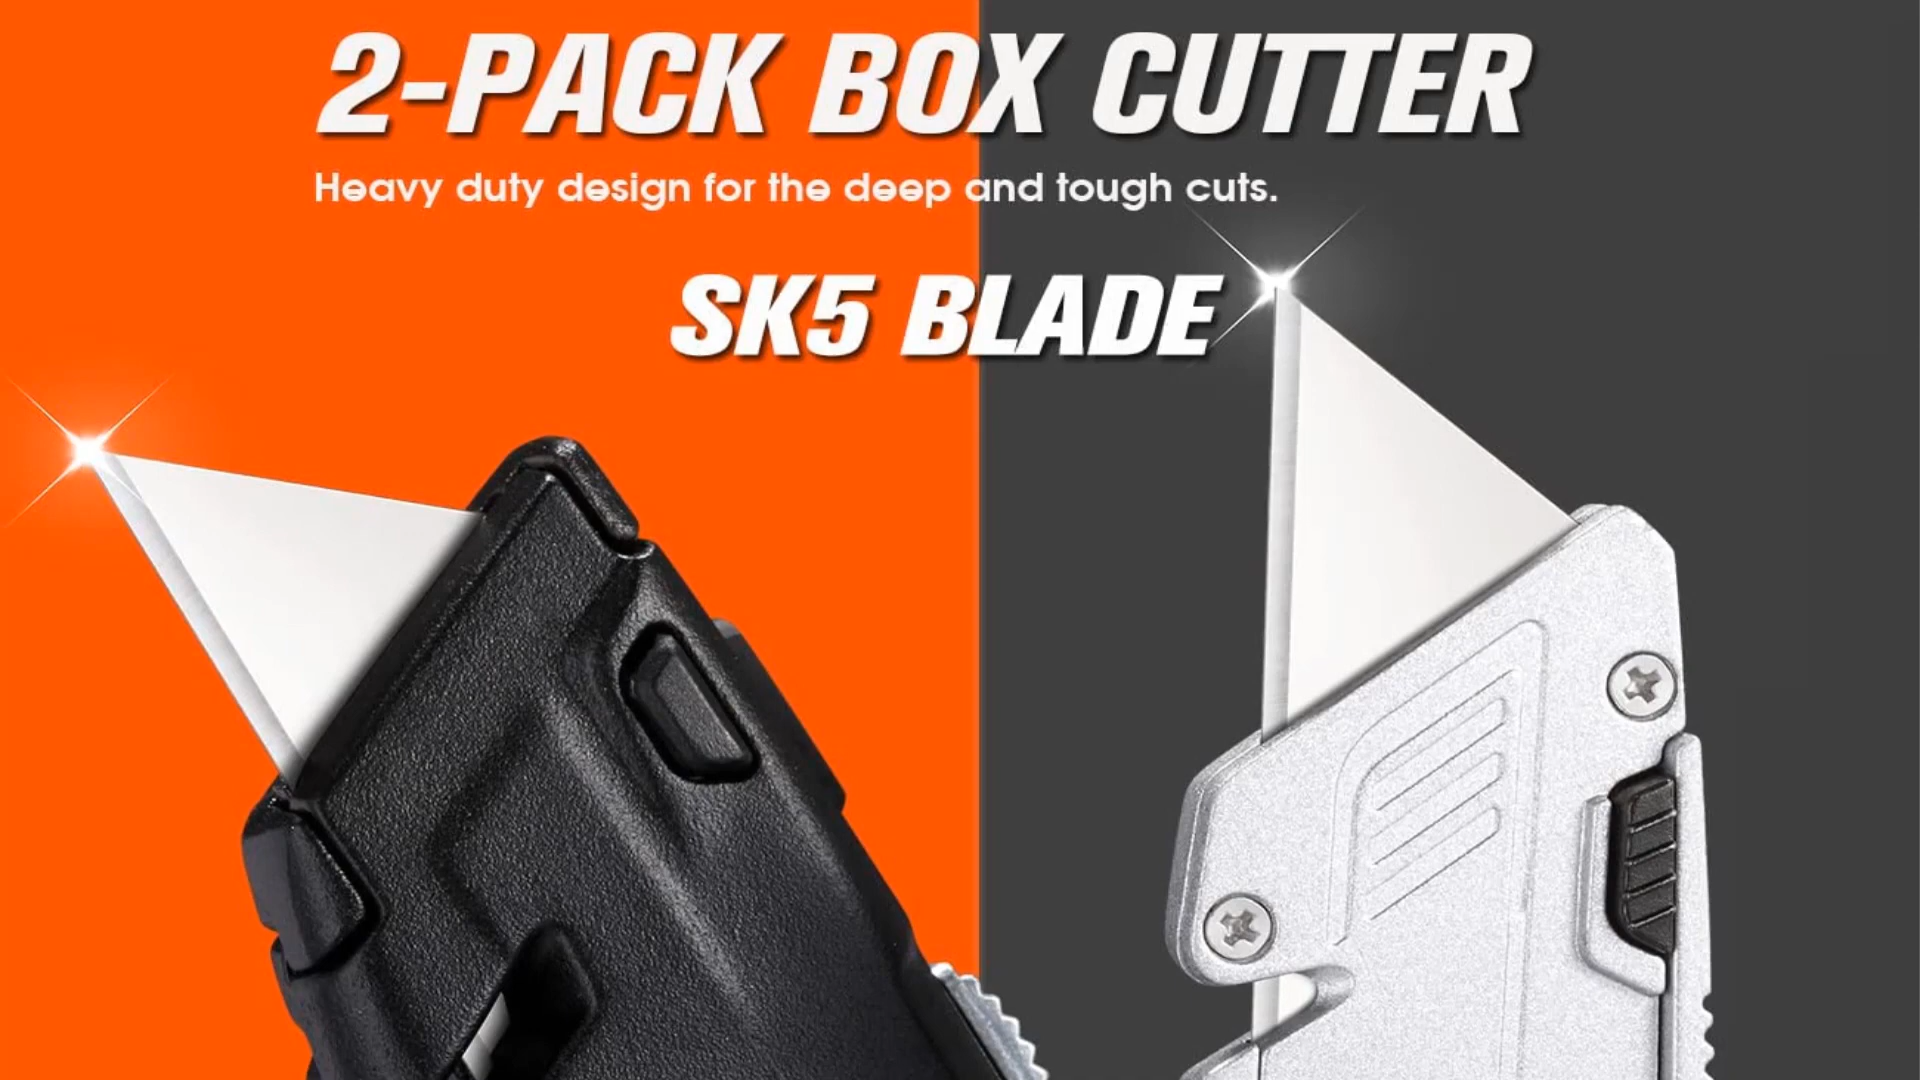 2-PACK BOX CUTTER
Heavy duty design for the deep and tough cuts.
SK5 BLADE